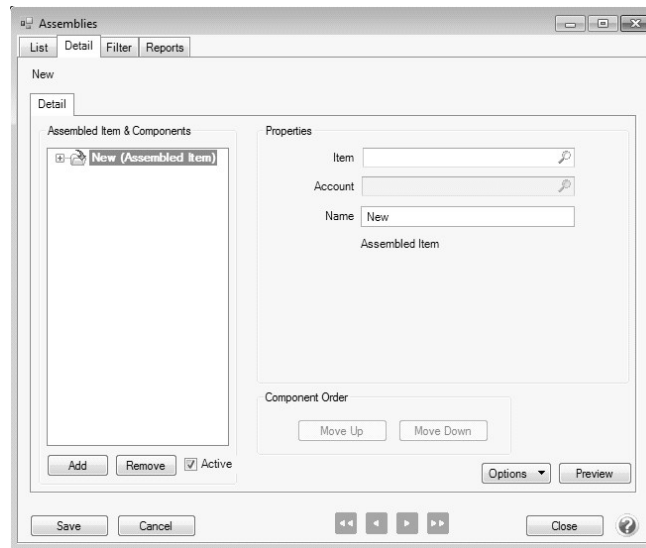 Assemblies
List Detail Filter Reports
New
Detail
Assembled Item & Components
Properties
New (Assembled Item)
Item
Account
Name New
Assembled Item
Component Order
Move Up Move Down
Add Remove Active
Options Preview
Save Cancel Close ?